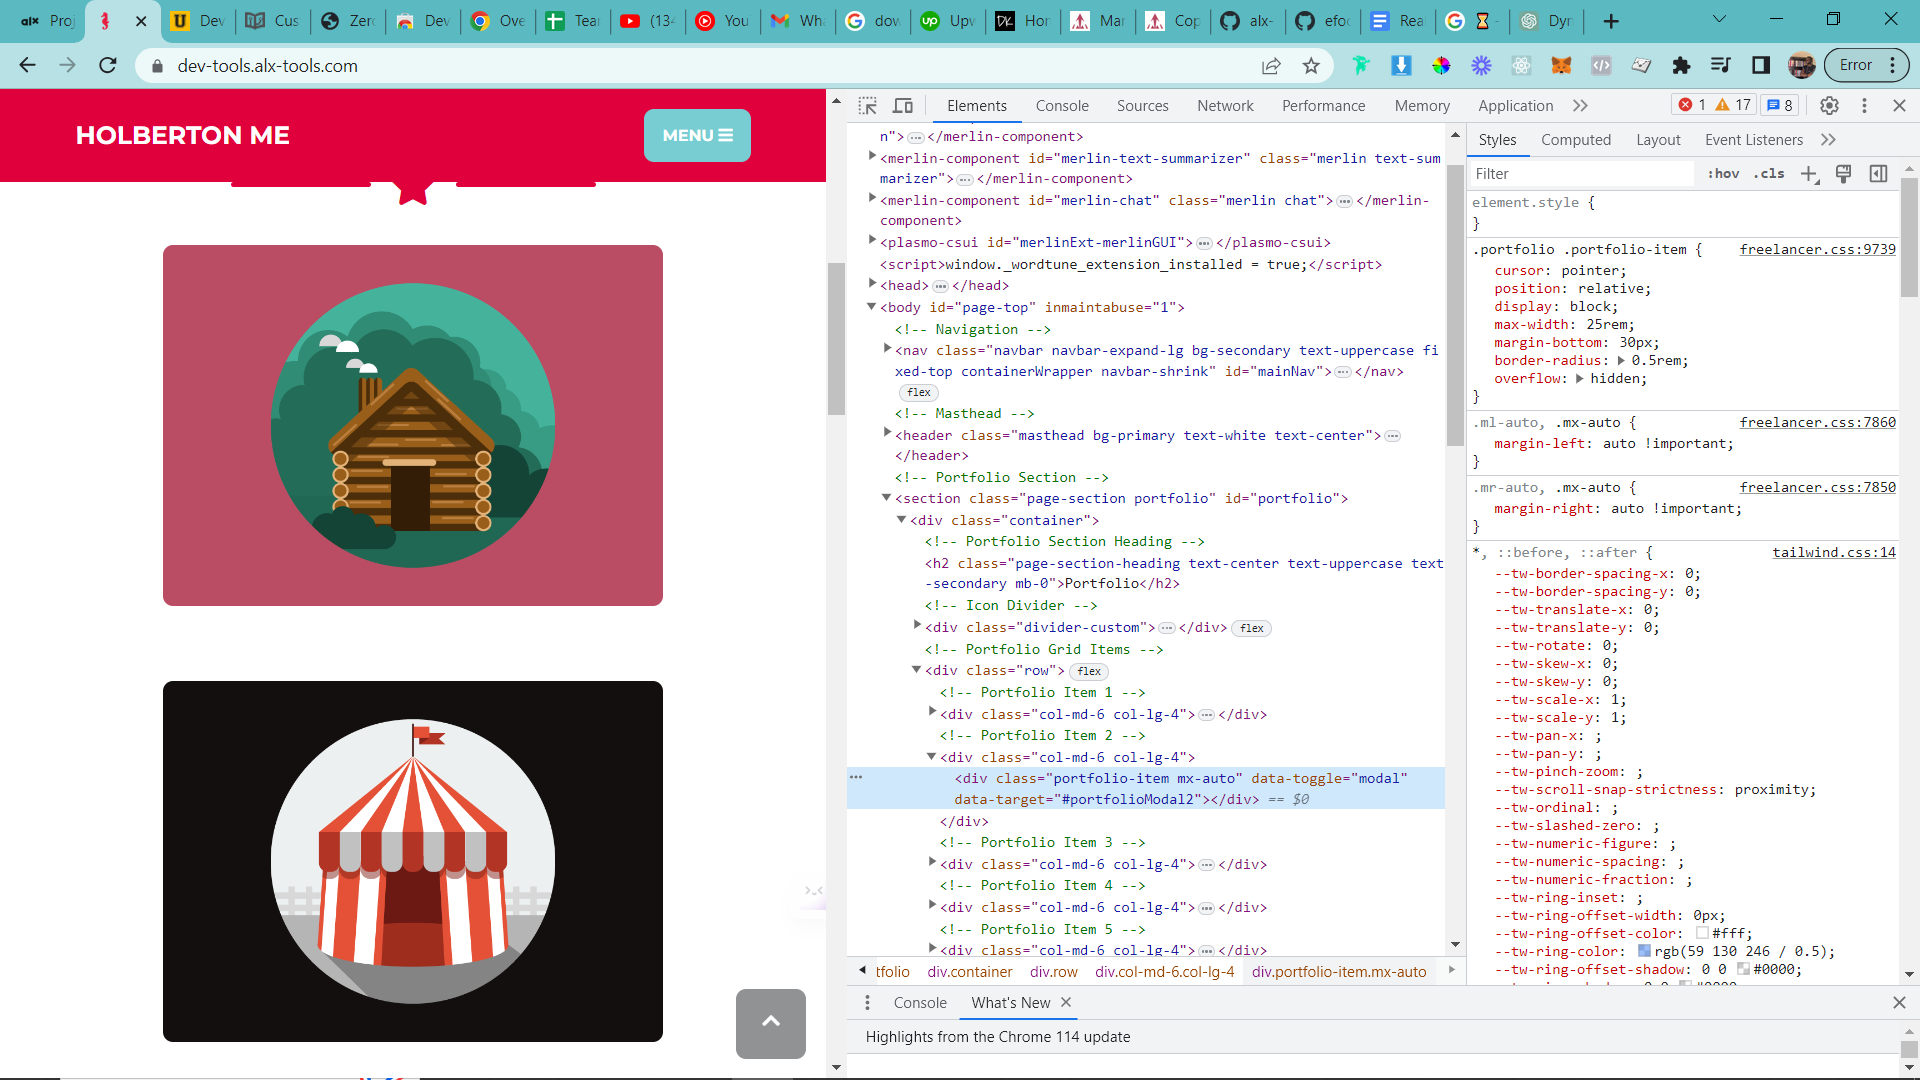 alx Proj
Dev
Cus
Zero
Dev
Ove
Tear
(134
You
Wha
dow
Upw
Hor
Mar
Cop
alx-
efoc
Rea
Dyn
dev-tools.alx-tools.com
Error
HOLBERTON ME
MENU
Elements Console Sources Network Performance Memory Application 1 17 8
n"> </merlin-component>
<merlin-component id="merlin-text-summarizer" class="merlin text-sum
marizer"> </merlin-component>
<merlin-component id="merlin-chat" class="merlin chat"> </merlin-
component>
<plasmo-csui id="merlinExt-merlinGUI"> </plasmo-csui>
<script>window._wordtune_extension_installed = true;</script>
<head> </head>
<body id="page-top" inmaintabuse="1">
<!-- Navigation -->
<nav class="navbar navbar-expand-lg bg-secondary text-uppercase fi
xed-top containerWrapper navbar-shrink" id="mainNav"> </nav>
flex
<!-- Masthead -->
<header class="masthead bg-primary text-white text-center">
</header>
<!-- Portfolio Section -->
<section class="page-section portfolio" id="portfolio">
<div class="container">
<!-- Portfolio Section Heading -->
<h2 class="page-section-heading text-center text-uppercase text
-secondary mb-0">Portfolio</h2>
<!-- Icon Divider -->
<div class="divider-custom"> </div> flex
<!-- Portfolio Grid Items -->
<div class="row"> flex
<!-- Portfolio Item 1 -->
<div class="col-md-6 col-lg-4"> </div>
<!-- Portfolio Item 2 -->
<div class="col-md-6 col-lg-4">
<div class="portfolio-item mx-auto" data-toggle="modal"
data-target="#portfolioModal2"></div> == $0
</div>
<!-- Portfolio Item 3 -->
<div class="col-md-6 col-lg-4"> </div>
<!-- Portfolio Item 4 -->
<div class="col-md-6 col-lg-4"> </div>
<!-- Portfolio Item 5 -->
<div class="col-md-6 col-lg-4"> </div>
tfolio div.container div.row div.col-md-6.col-lg-4 div.portfolio-item.mx-auto
Styles Computed Layout Event Listeners
Filter :hov .cls
element.style {
}
.portfolio .portfolio-item { freelancer.css:9739
cursor: pointer;
position: relative;
display: block;
max-width: 25rem;
margin-bottom: 30px;
border-radius: 0.5rem;
overflow: hidden;
}
.ml-auto, .mx-auto { freelancer.css:7860
margin-left: auto !important;
}
.mr-auto, .mx-auto { freelancer.css:7850
margin-right: auto !important;
}
*, ::before, ::after { tailwind.css:14
--tw-border-spacing-x: 0;
--tw-border-spacing-y: 0;
--tw-translate-x: 0;
--tw-translate-y: 0;
--tw-rotate: 0;
--tw-skew-x: 0;
--tw-skew-y: 0;
--tw-scale-x: 1;
--tw-scale-y: 1;
--tw-pan-x: ;
--tw-pan-y: ;
--tw-pinch-zoom: ;
--tw-scroll-snap-strictness: proximity;
--tw-ordinal: ;
--tw-slashed-zero: ;
--tw-numeric-figure: ;
--tw-numeric-spacing: ;
--tw-numeric-fraction: ;
--tw-ring-inset: ;
--tw-ring-offset-width: 0px;
--tw-ring-offset-color: #fff;
--tw-ring-color: rgb(59 130 246 / 0.5);
--tw-ring-offset-shadow: 0 0 #0000;
Console What's New
Highlights from the Chrome 114 update